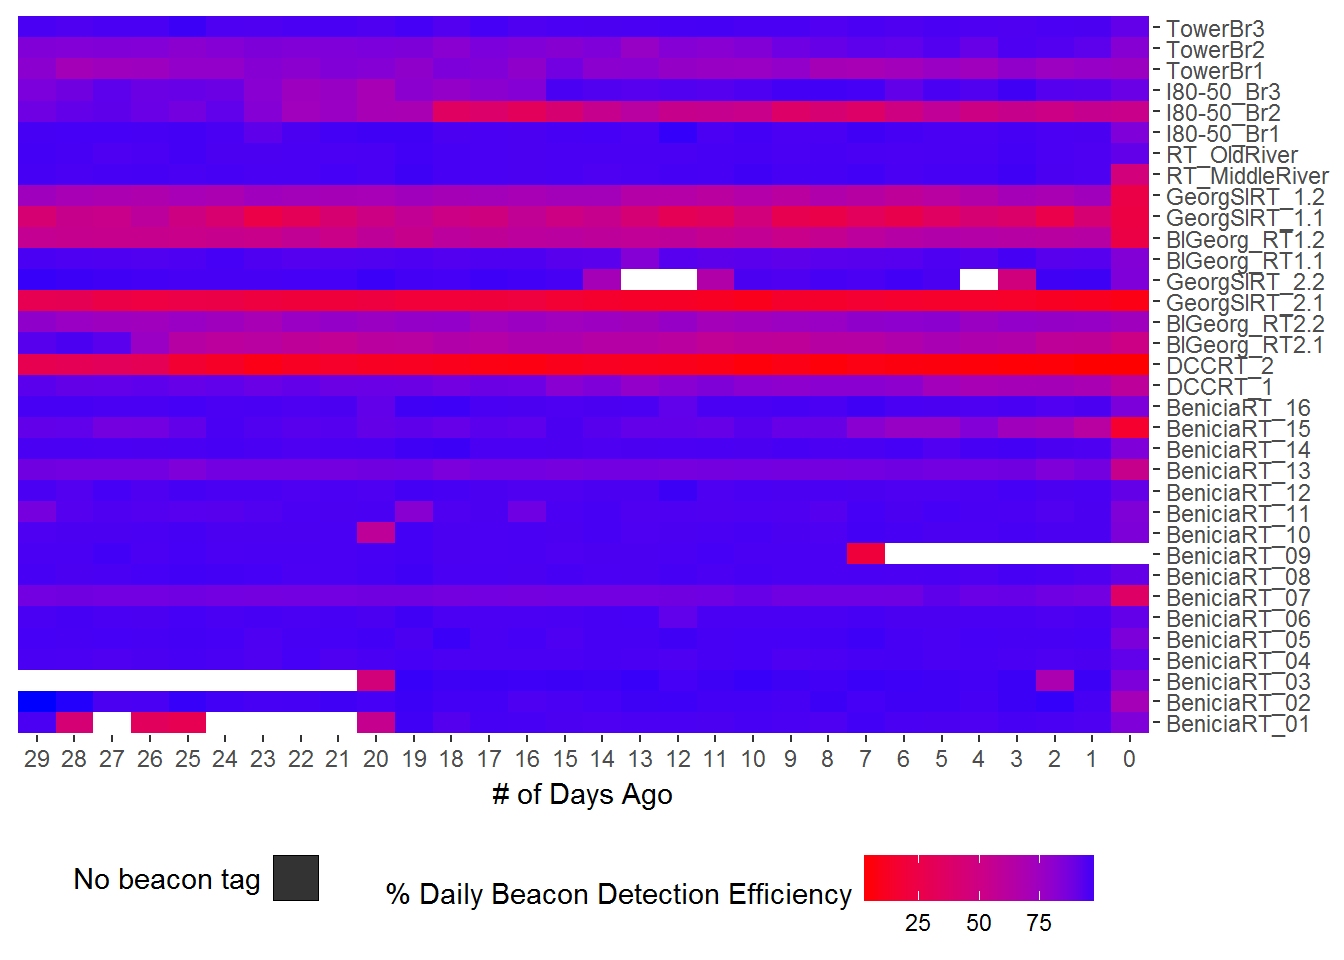 TowerBr3
TowerBr2
TowerBr1
I80-50_Br3
I80-50_Br2
I80-50_Br1
RT_OldRiver
RT_MiddleRiver
GeorgSlRT_1.2
GeorgSlRT_1.1
BlGeorg_RT1.2
BlGeorg_RT1.1
GeorgSlRT_2.2
GeorgSlRT_2.1
BlGeorg_RT2.2
BlGeorg_RT2.1
DCCRT_2
DCCRT_1
BeniciaRT_16
BeniciaRT_15
BeniciaRT_14
BeniciaRT_13
BeniciaRT_12
BeniciaRT_11
BeniciaRT_10
BeniciaRT_09
BeniciaRT_08
BeniciaRT_07
BeniciaRT_06
BeniciaRT_05
BeniciaRT_04
BeniciaRT_03
BeniciaRT_02
BeniciaRT_01
29 28 27 26 25 24 23 22 21 20 19 18 17 16 15 14 13 12 11 10 9 8 7 6 5 4 3 2 1 0
# of Days Ago
No beacon tag
% Daily Beacon Detection Efficiency
25 50 75